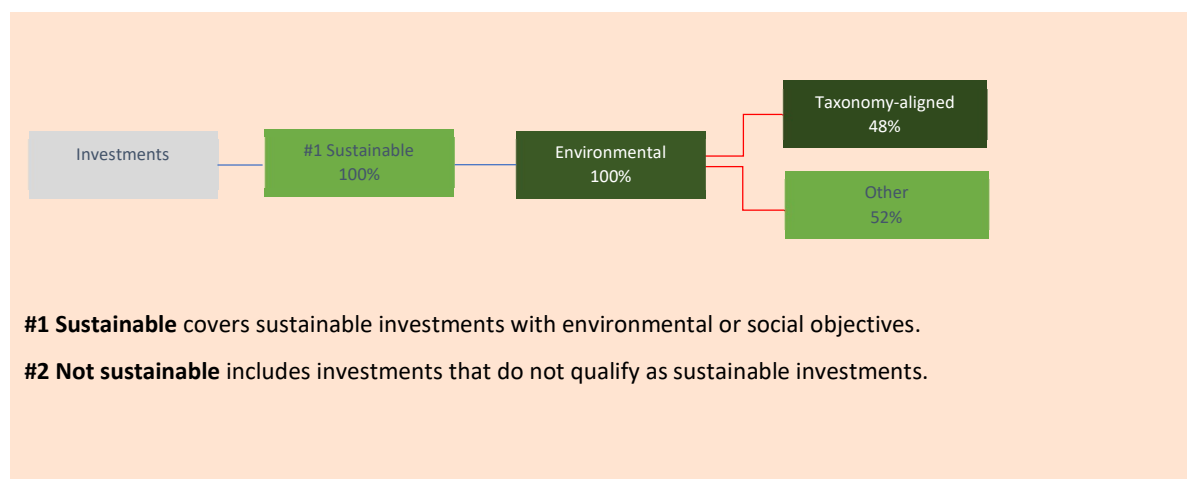 Taxonomy-aligned
48%
Investments
#1 Sustainable
100%
Environmental
100%
Other
52%
#1 Sustainable covers sustainable investments with environmental or social objectives.
#2 Not sustainable includes investments that do not qualify as sustainable investments.